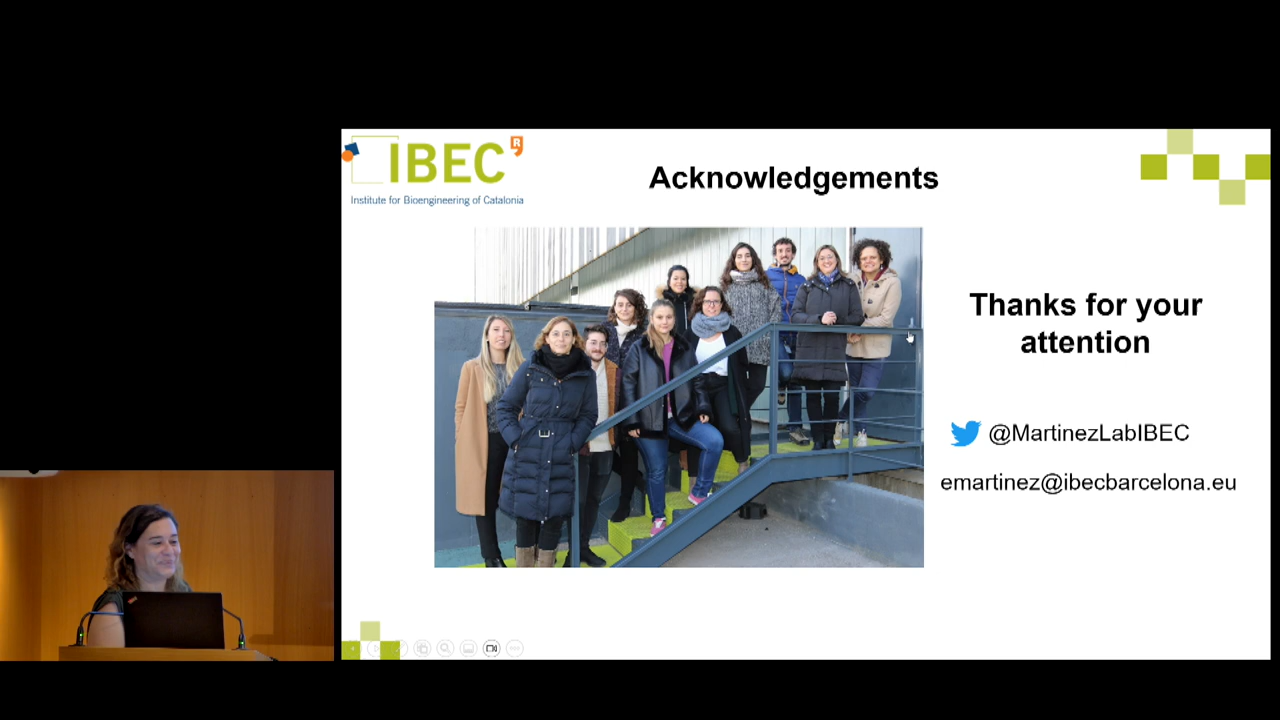 IBEC
R
Institute for Bioengineering of Catalonia
Acknowledgements
Thanks for your
attention
@MartinezLabIBEC
emartinez@ibecbarcelona.eu